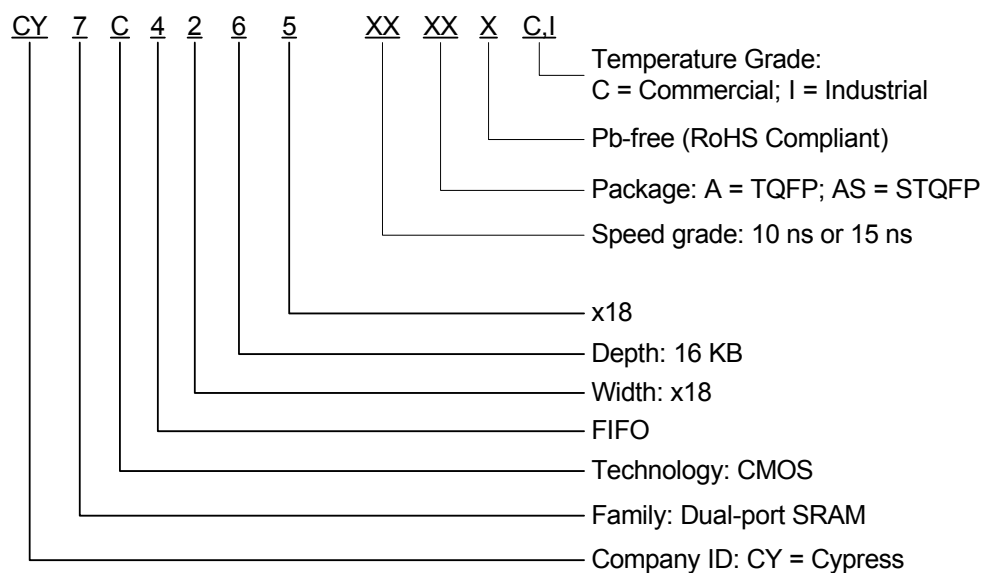 CY 7 C 4 2 6 5 XX XX X C,I
Temperature Grade:
C = Commercial; I = Industrial
Pb-free (RoHS Compliant)
Package: A = TQFP; AS = STQFP
Speed grade: 10 ns or 15 ns
x18
Depth: 16 KB
Width: x18
FIFO
Technology: CMOS
Family: Dual-port SRAM
Company ID: CY = Cypress